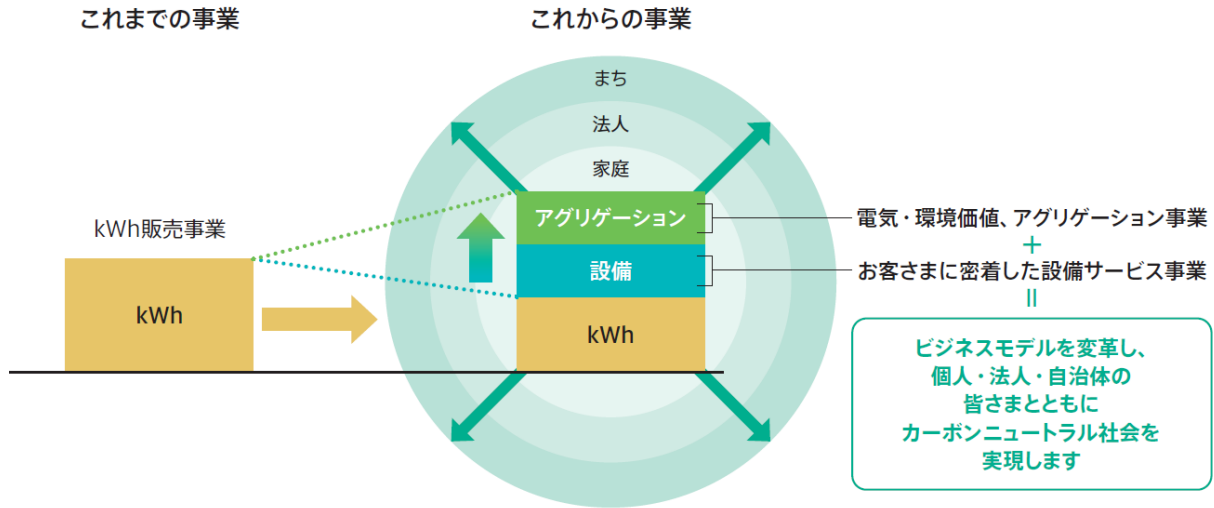 これまでの事業
これからの事業
まち
法人
家庭
kWh販売事業
kWh
アグリゲーション
設備
kWh
電気・環境価値、アグリゲーション事業
+
お客さまに密着した設備サービス事業
=
ビジネスモデルを変革し、
個人・法人・自治体の
皆さまとともに
カーボンニュートラル社会を
実現します